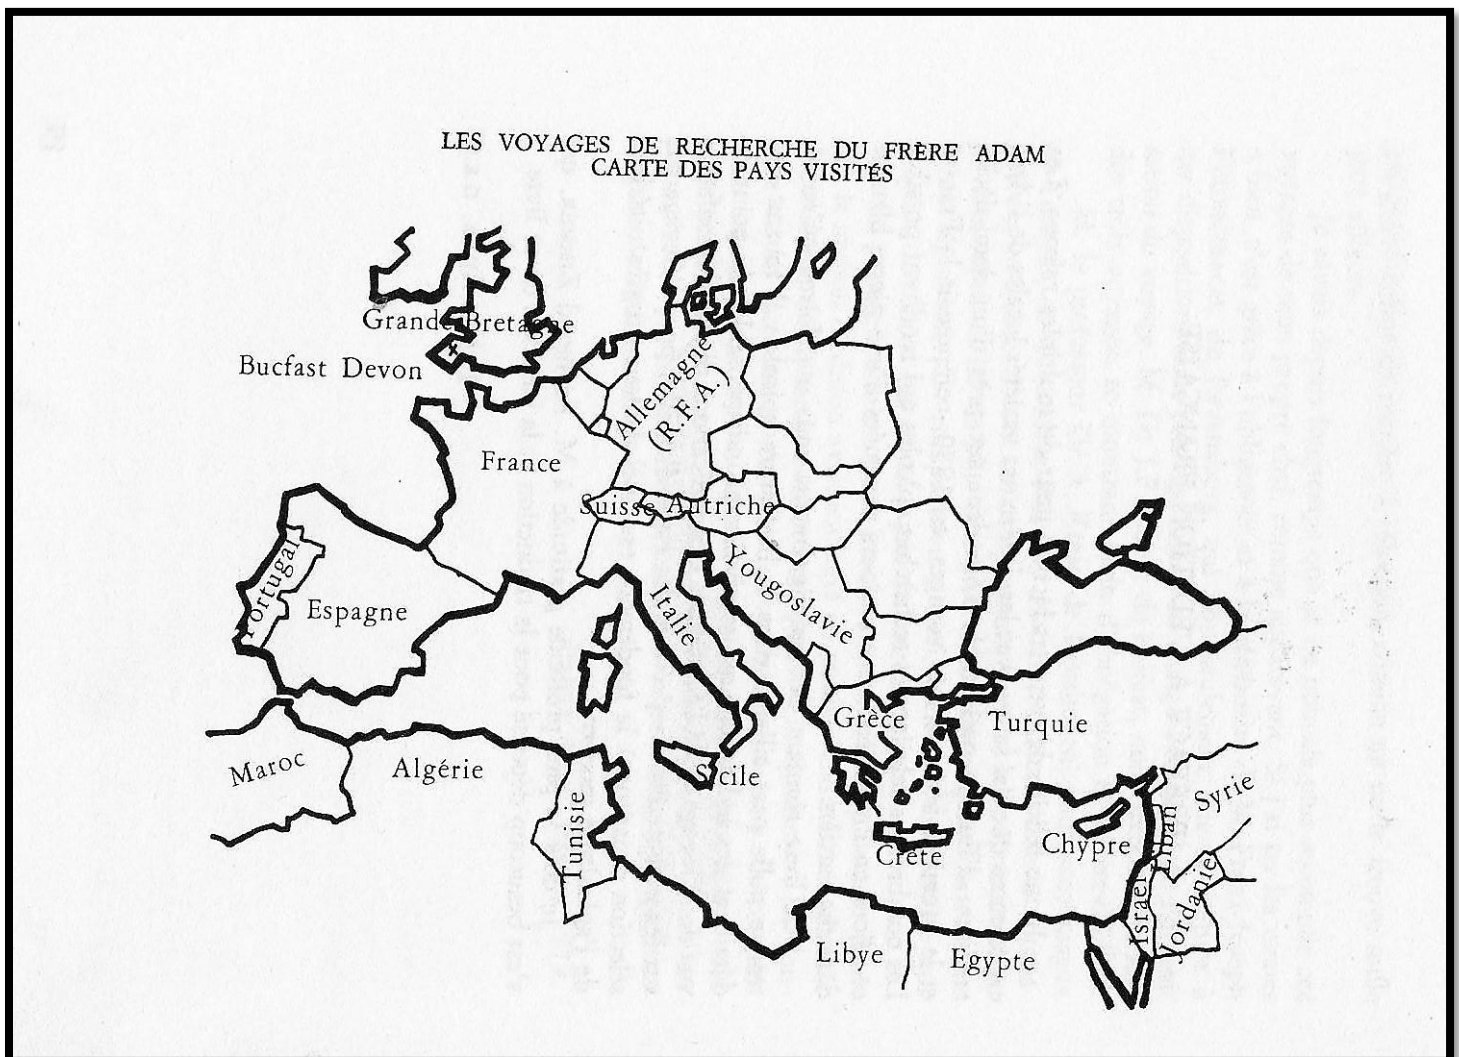 LES VOYAGES DE RECHERCHE DU FRÈRE ADAM
CARTE DES PAYS VISITÉS
Grande Bretagne
Bucfast Devon
Allemagne
(R.F.A.)
France
Suisse
Autriche
Portugal
Espagne
Italie
Yougoslavie
Grèce
Turquie
Maroc
Algérie
Sicile
Tunisie
Crète
Chypre
Syrie
Liban
Israel
Jordanie
Libye
Egypte